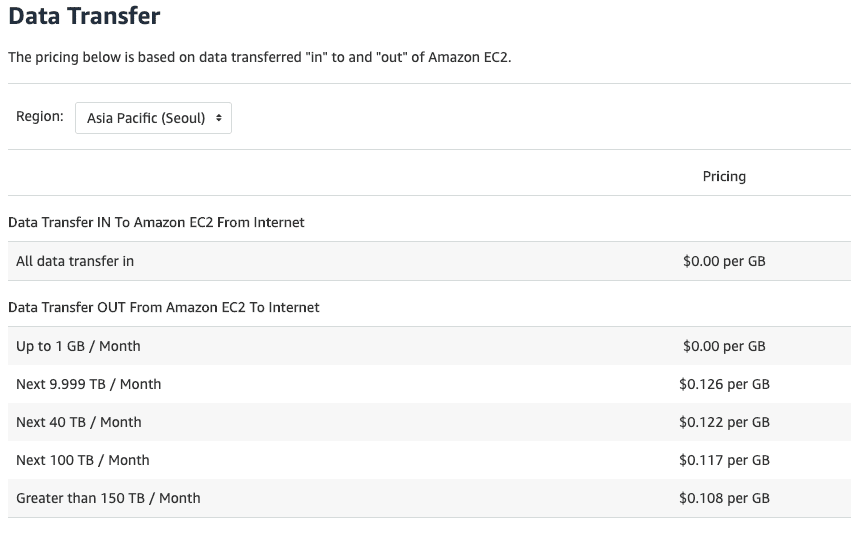 Data Transfer
The pricing below is based on data transferred "in" to and "out" of Amazon EC2.
Region: Asia Pacific (Seoul)
Pricing
Data Transfer IN To Amazon EC2 From Internet
All data transfer in $0.00 per GB
Data Transfer OUT From Amazon EC2 To Internet
Up to 1 GB / Month $0.00 per GB
Next 9.999 TB / Month $0.126 per GB
Next 40 TB / Month $0.122 per GB
Next 100 TB / Month $0.117 per GB
Greater than 150 TB / Month $0.108 per GB